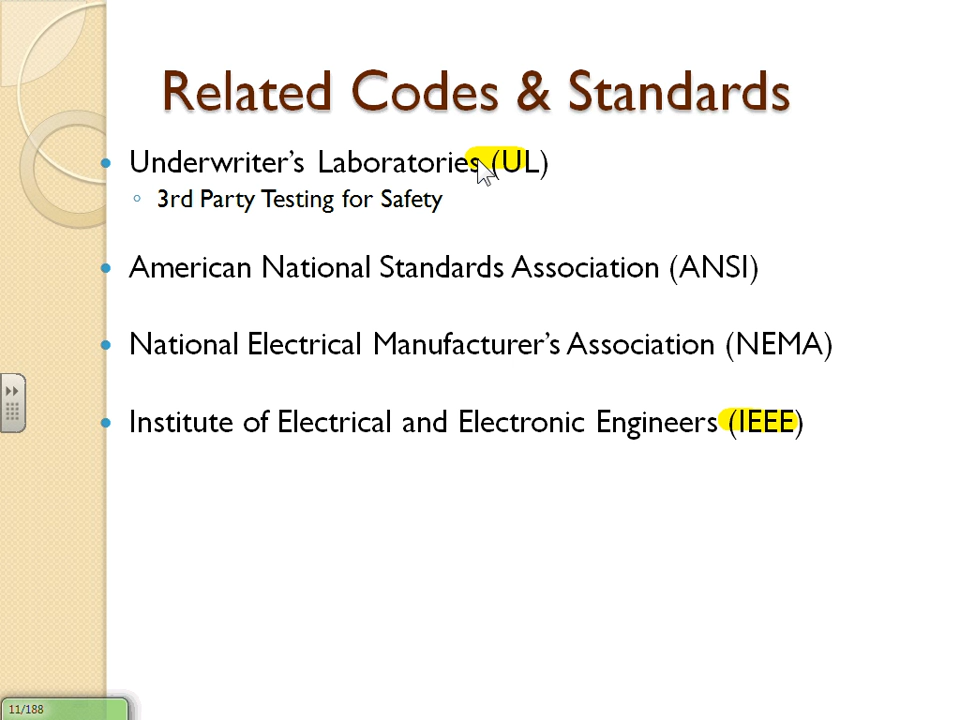 Related Codes & Standards
Underwriter's Laboratories (UL)
3rd Party Testing for Safety
American National Standards Association (ANSI)
National Electrical Manufacturer's Association (NEMA)
Institute of Electrical and Electronic Engineers (IEEE)
11/188